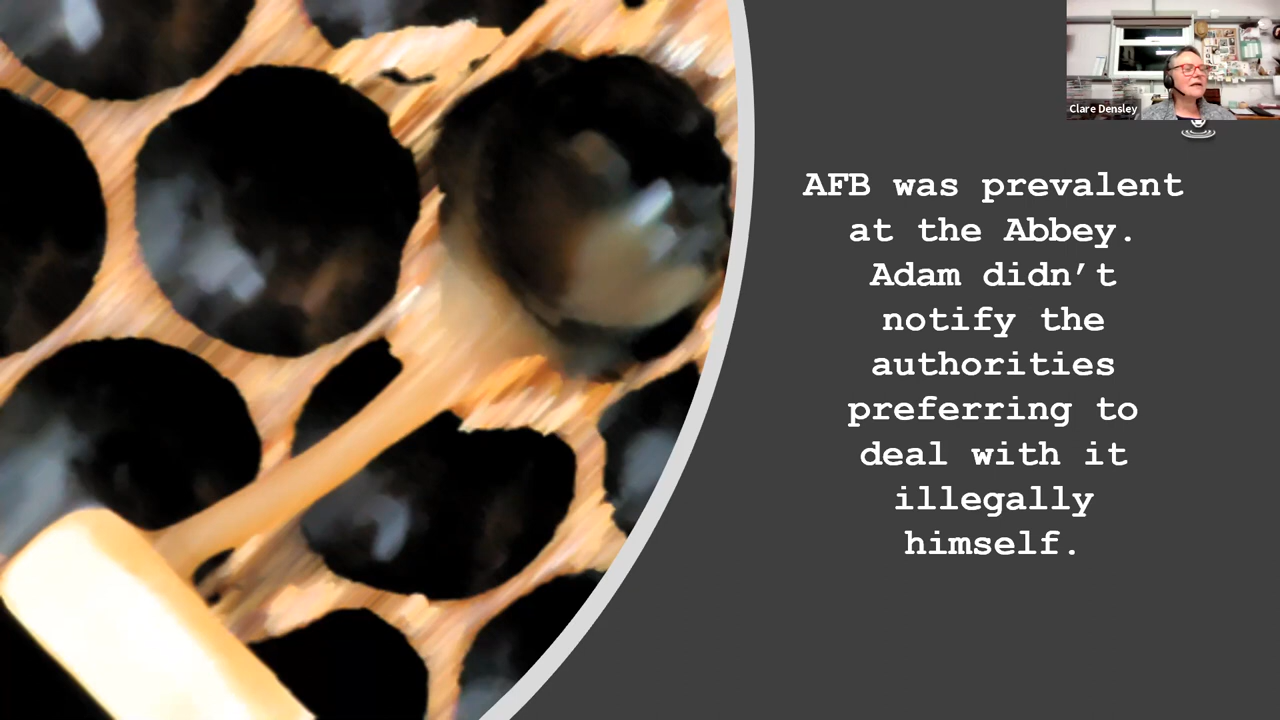 Clare Densley
AFB was prevalent
at the Abbey.
Adam didn’t
notify the
authorities
preferring to
deal with it
illegally
himself.